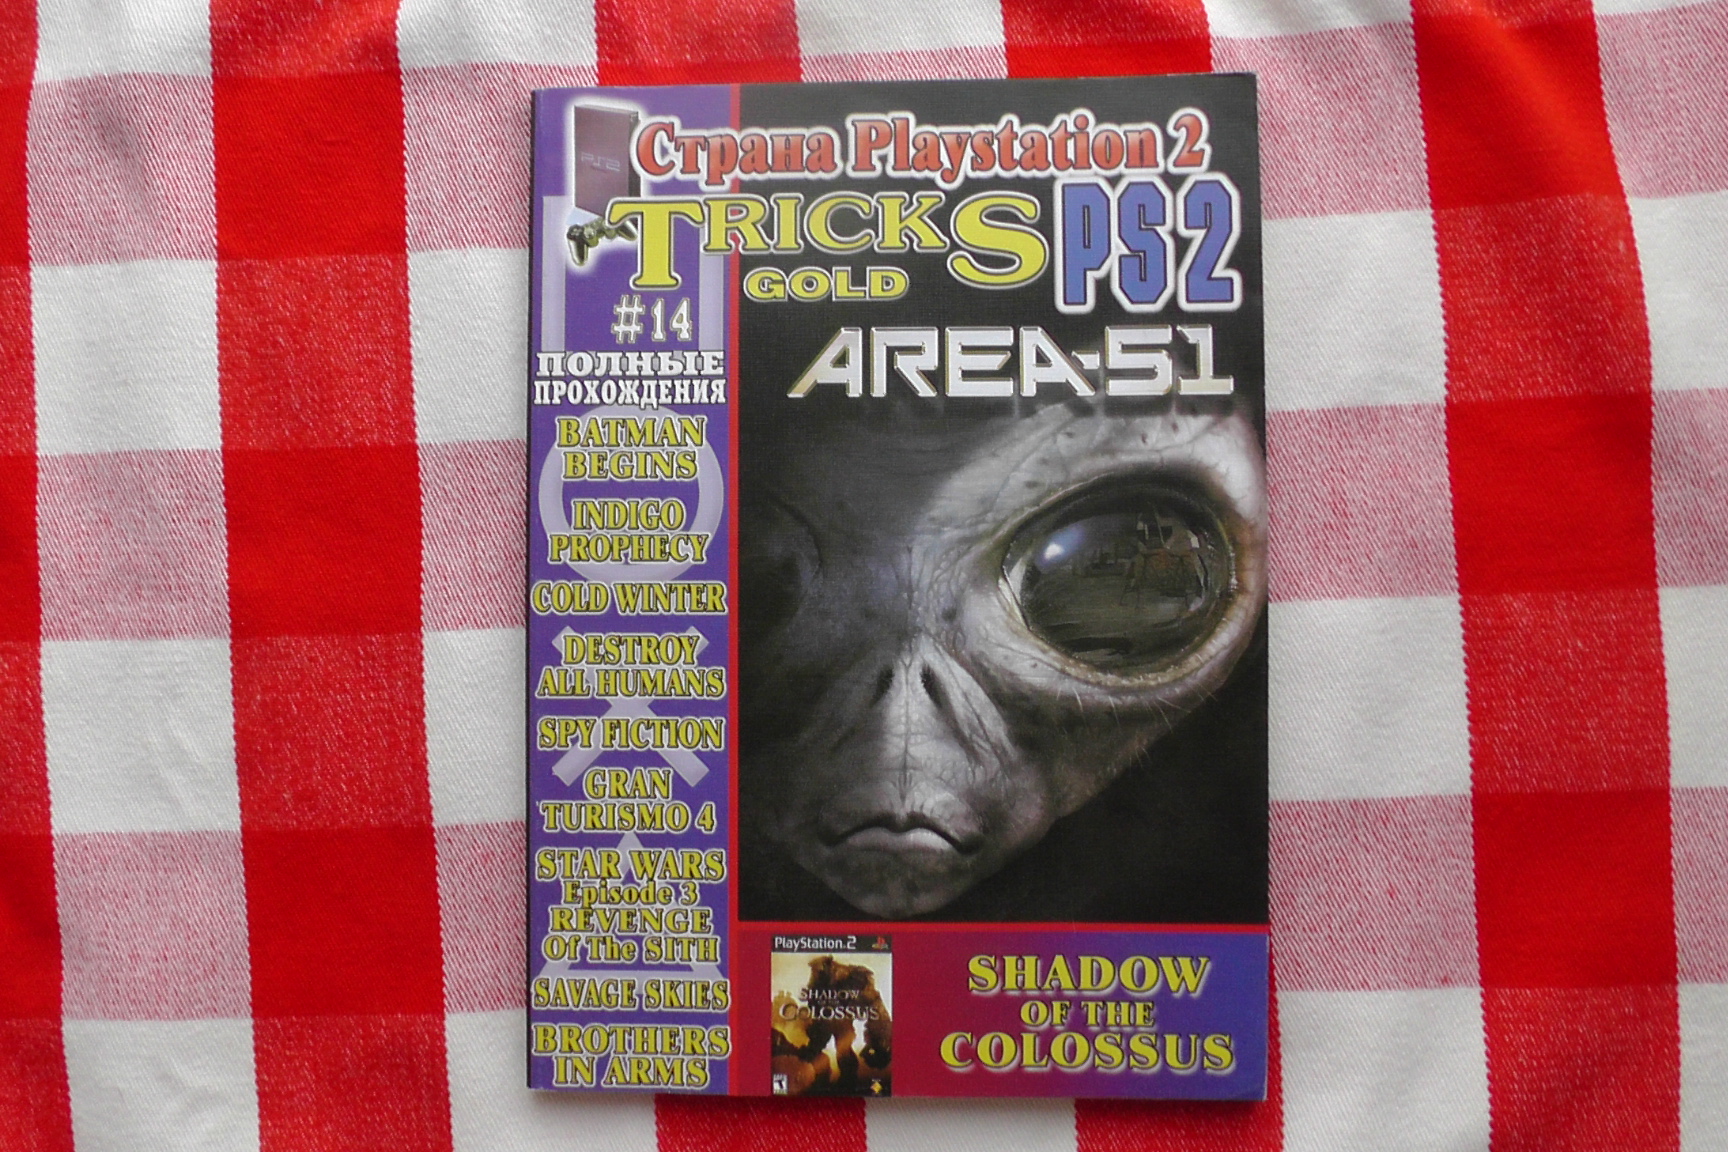 Страна Playstation 2
PS2
TRICKS PS2
GOLD
#14
AREA-51
ПОЛНЫЕ
ПРОХОЖДЕНИЯ
BATMAN
BEGINS
INDIGO
PROPHECY
COLD WINTER
DESTROY
ALL HUMANS
SPY FICTION
GRAN
TURISMO 4
STAR WARS
Episode 3
REVENGE
Of The SITH
SAVAGE SKIES
BROTHERS
IN ARMS
PlayStation.2
SHADOW
OF THE
COLOSSUS
T
SHADOW
OF THE
COLOSSUS